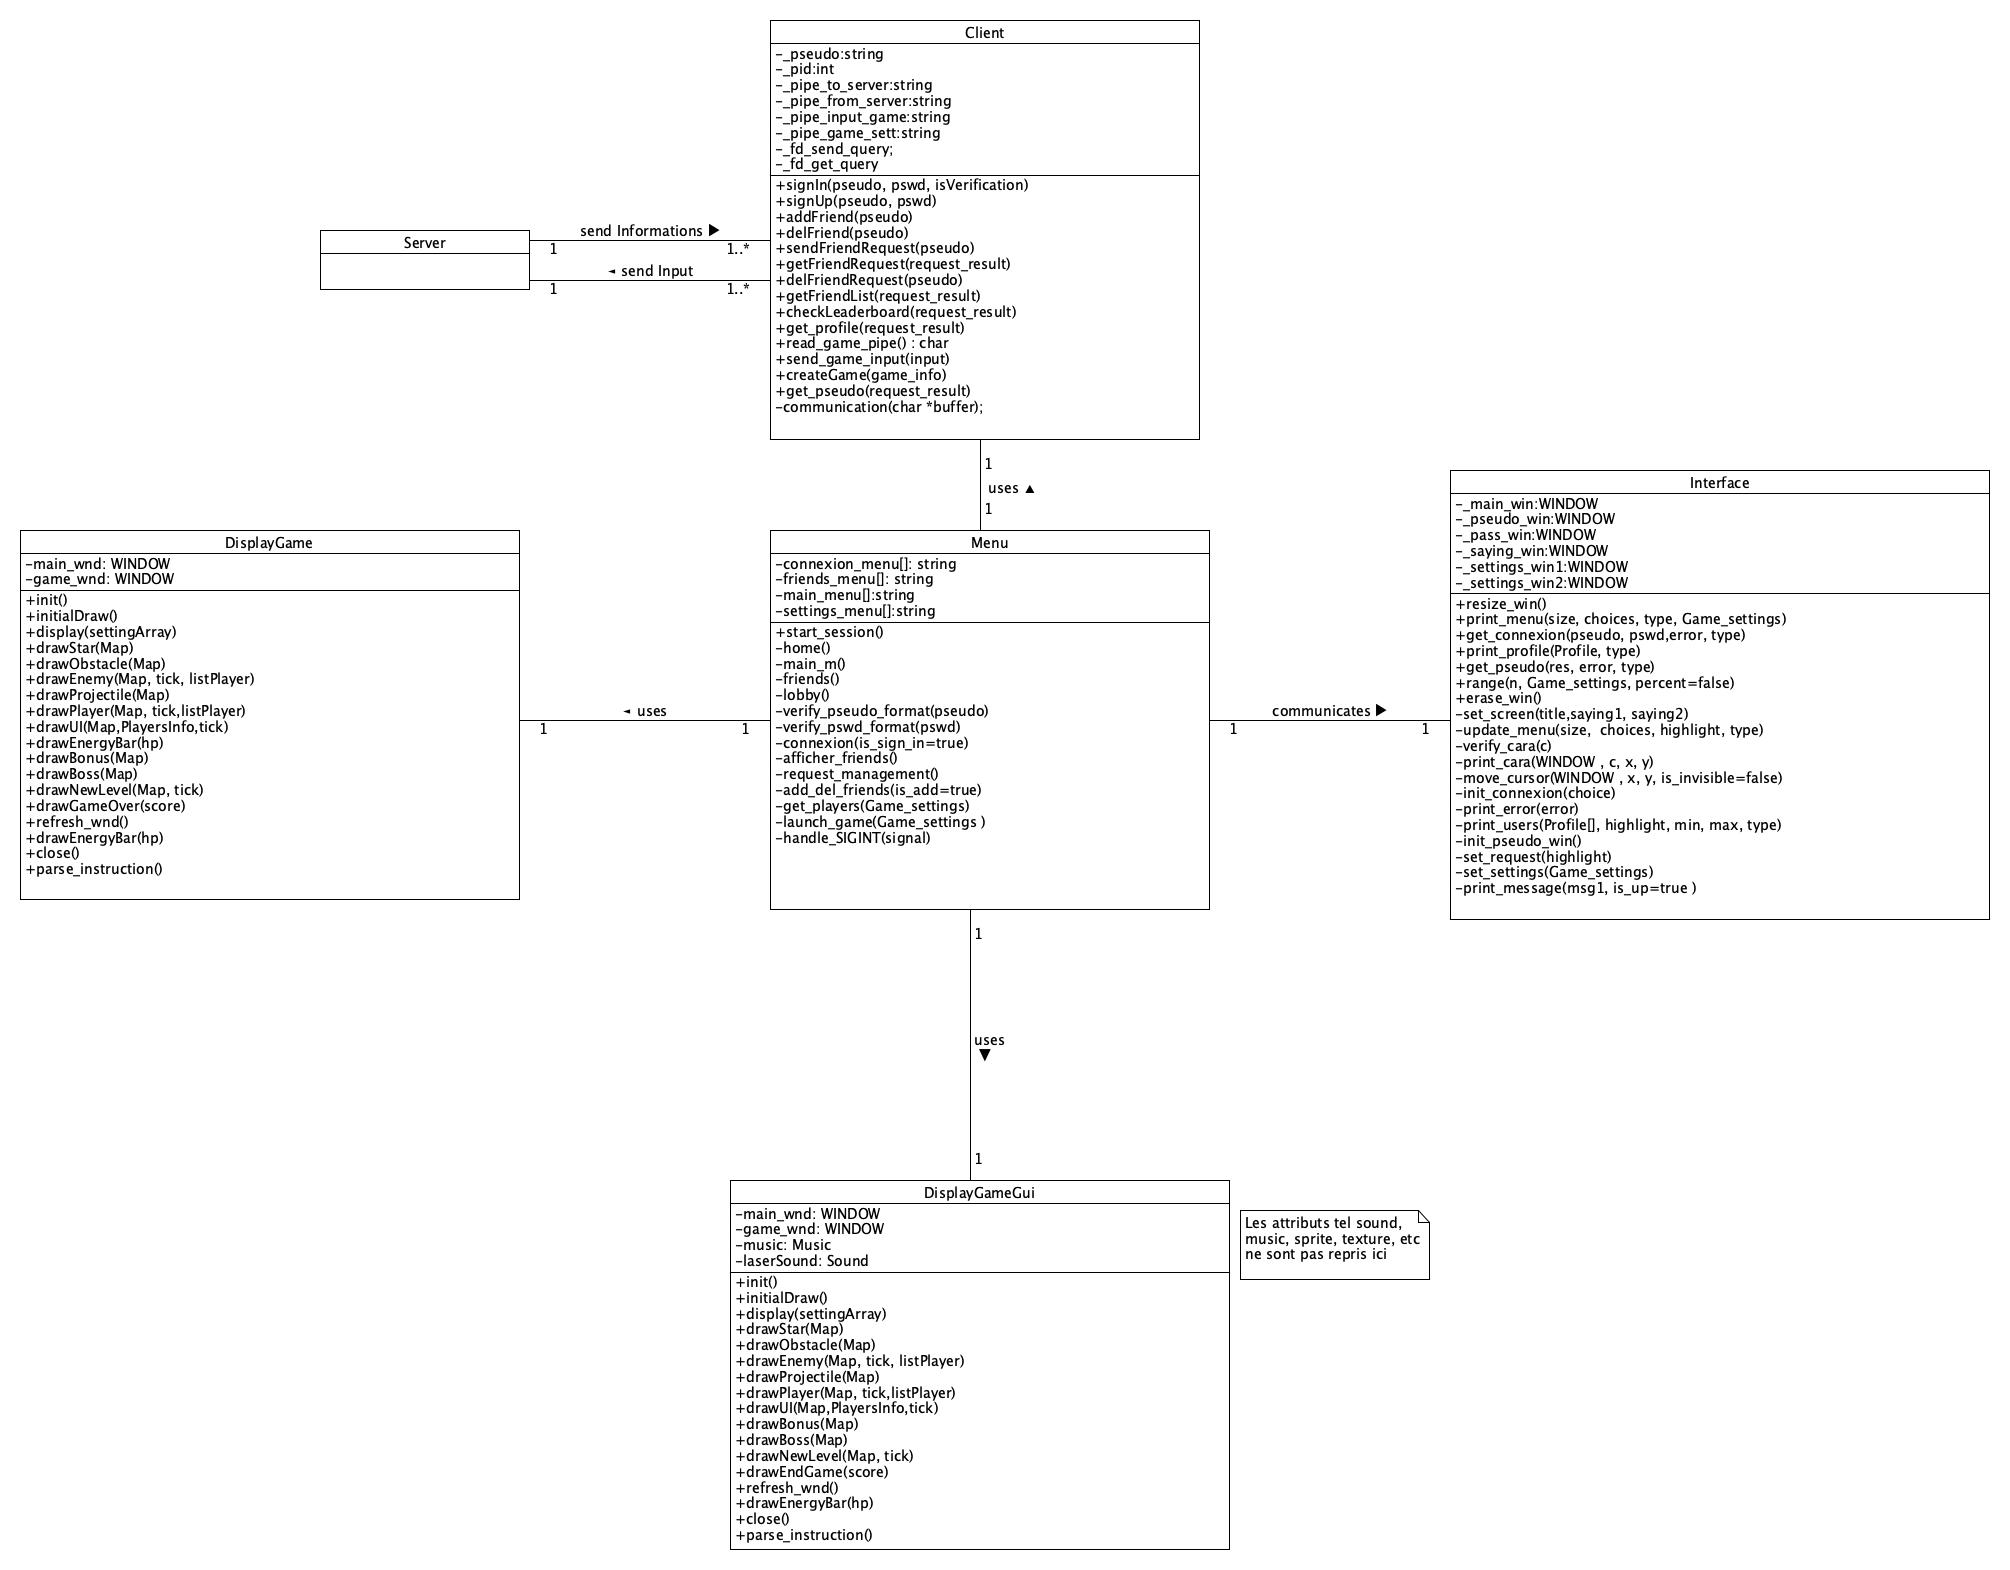 Client
-_pseudo:string
-_pid:int
-_pipe_to_server:string
-_pipe_from_server:string
-_pipe_input_game:string
-_pipe_game_sett:string
-_fd_send_query;
-_fd_get_query
+signIn(pseudo, pswd, isVerification)
+signUp(pseudo, pswd)
+addFriend(pseudo)
+delFriend(pseudo)
+sendFriendRequest(pseudo)
+getFriendRequest(request_result)
+delFriendRequest(pseudo)
+getFriendList(request_result)
+checkLeaderboard(request_result)
+get_profile(request_result)
+read_game_pipe() : char
+send_game_input(input)
+createGame(game_info)
+get_pseudo(request_result)
-communication(char *buffer);
Server
send Informations ▶
1
1..*
◄ send Input
1
1..*
1
uses ▲
1
DisplayGame
-main_wnd: WINDOW
-game_wnd: WINDOW
+init()
+initialDraw()
+display(settingArray)
+drawStar(Map)
+drawObstacle(Map)
+drawEnemy(Map, tick, listPlayer)
+drawProjectile(Map)
+drawPlayer(Map, tick,listPlayer)
+drawUI(Map,PlayersInfo,tick)
+drawEnergyBar(hp)
+drawBonus(Map)
+drawBoss(Map)
+drawNewLevel(Map, tick)
+drawGameOver(score)
+refresh_wnd()
+drawEnergyBar(hp)
+close()
+parse_instruction()
◄ uses
1
1
Menu
-connexion_menu[]: string
-friends_menu[]: string
-main_menu[]:string
-settings_menu[]:string
+start_session()
-home()
-main_m()
-friends()
-lobby()
-verify_pseudo_format(pseudo)
-verify_pswd_format(pswd)
-connexion(is_sign_in=true)
-afficher_friends()
-request_management()
-add_del_friends(is_add=true)
-get_players(Game_settings)
-launch_game(Game_settings )
-handle_SIGINT(signal)
communicates ▶
1
1
Interface
-_main_win:WINDOW
-_pseudo_win:WINDOW
-_pass_win:WINDOW
-_saying_win:WINDOW
-_settings_win1:WINDOW
-_settings_win2:WINDOW
+resize_win()
+print_menu(size, choices, type, Game_settings)
+get_connexion(pseudo, pswd,error, type)
+print_profile(Profile, type)
+get_pseudo(res, error, type)
+range(n, Game_settings, percent=false)
+erase_win()
-set_screen(title,saying1, saying2)
-update_menu(size,  choices, highlight, type)
-verify_cara(c)
-print_cara(WINDOW , c, x, y)
-move_cursor(WINDOW , x, y, is_invisible=false)
-init_connexion(choice)
-print_error(error)
-print_users(Profile[], highlight, min, max, type)
-init_pseudo_win()
-set_request(highlight)
-set_settings(Game_settings)
-print_message(msg1, is_up=true )
1
uses
▼
1
DisplayGameGui
-main_wnd: WINDOW
-game_wnd: WINDOW
-music: Music
-laserSound: Sound
+init()
+initialDraw()
+display(settingArray)
+drawStar(Map)
+drawObstacle(Map)
+drawEnemy(Map, tick, listPlayer)
+drawProjectile(Map)
+drawPlayer(Map, tick,listPlayer)
+drawUI(Map,PlayersInfo,tick)
+drawBonus(Map)
+drawBoss(Map)
+drawNewLevel(Map, tick)
+drawEndGame(score)
+refresh_wnd()
+drawEnergyBar(hp)
+close()
+parse_instruction()
Les attributs tel sound,
music, sprite, texture, etc
ne sont pas repris ici